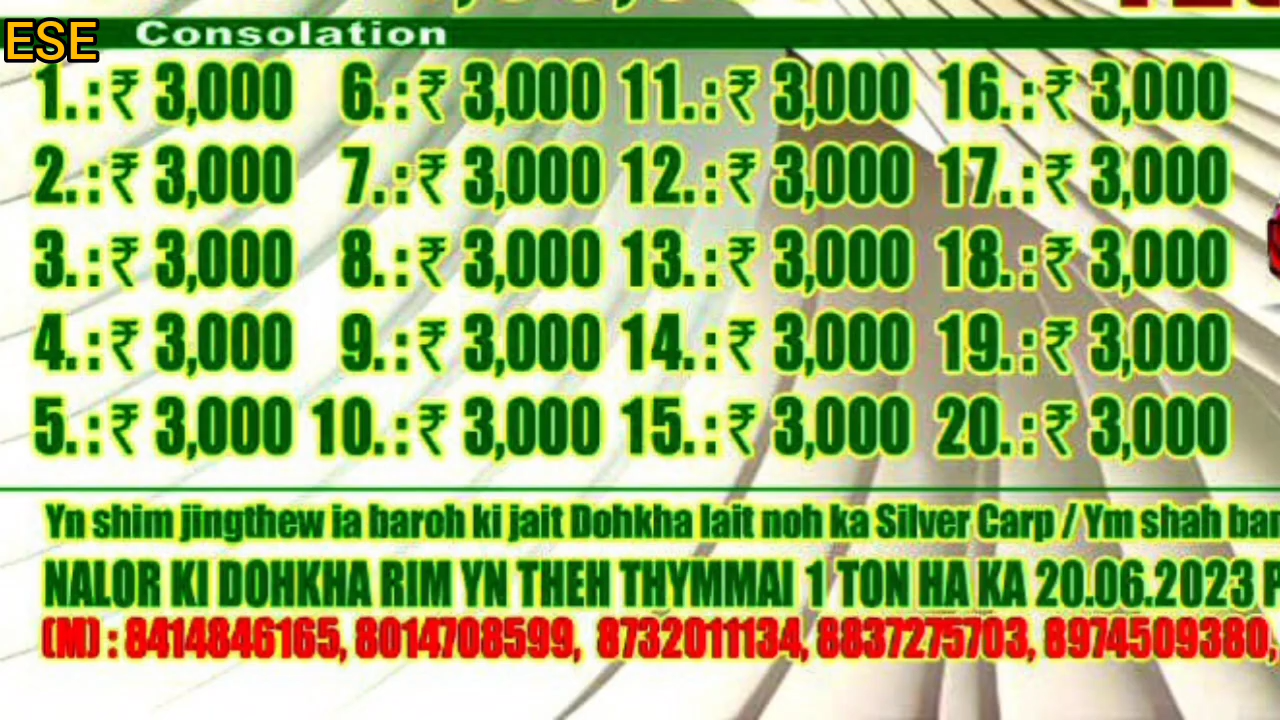 ESE
Consolation
1.:₹ 3,000 6.:₹ 3,000 11.:₹ 3,000 16.:₹ 3,000
2.:₹ 3,000 7.:₹ 3,000 12.:₹ 3,000 17.:₹ 3,000
3.:₹ 3,000 8.:₹ 3,000 13.:₹ 3,000 18.:₹ 3,000
4.:₹ 3,000 9.:₹ 3,000 14.:₹ 3,000 19.:₹ 3,000
5.:₹ 3,000 10.:₹ 3,000 15.:₹ 3,000 20.:₹ 3,000
Yn shim jingthew ia baroh ki jait Dohkha lait noh ka Silver Carp / Ym shah
NALOR KI DOHKHA RIM YN THEH THYMMAI 1 TON HA KA 20.06.2023
(M) : 8414846165, 8014708599, 8732011134, 8837275703, 8974509380,